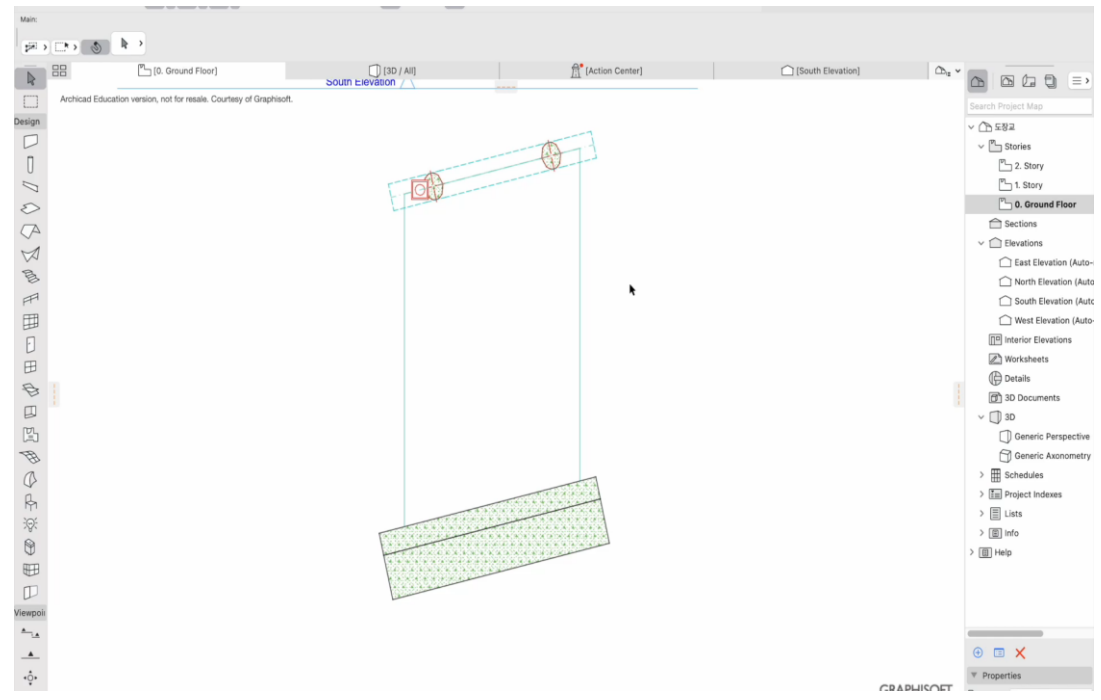 Main:
[0. Ground Floor]
[3D / All]
[Action Center]
[South Elevation]
South Elevation
Archicad Education version, not for resale. Courtesy of Graphisoft.
Design
Viewpoi
Search Project Map
도창교
Stories
2. Story
1. Story
0. Ground Floor
Sections
Elevations
East Elevation (Auto-
North Elevation (Auto
South Elevation (Auto
West Elevation (Auto-
Interior Elevations
Worksheets
Details
3D Documents
3D
Generic Perspective
Generic Axonometry
Schedules
Project Indexes
Lists
Info
Help
Properties
GRAPHISOFT